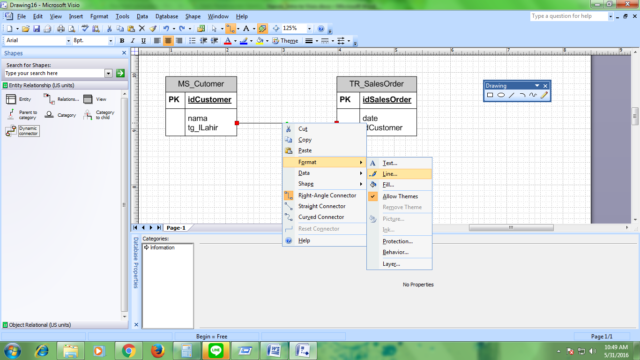 Drawing16 - Microsoft Visio
File Edit View Insert Format Tools Data Shape Database Window Help
Type a question for help
Arial 8pt. Theme 125%
Shapes
Search for Shapes:
Type your search here
Entity Relationship (US units)
Entity Relations... View
Parent to category Category Category to child
Dynamic connector
MS_Cutomer
PK idCustomer
nama
tg_lLahir
TR_SalesOrder
PK idSalesOrder
date
dCustomer
Drawing
Cut
Copy
Paste
Format
Data
Shape
Right-Angle Connector
Straight Connector
Curved Connector
Reset Connector
Help
Text...
Line...
Fill...
Allow Themes
Remove Theme
Picture...
Ink...
Protection...
Behavior...
Layer...
Page-1
Database Properties
Categories:
Information
No Properties
Object Relational (US units)
Begin = Free
Page 1/1
LINE
10:49 AM
5/11/2016